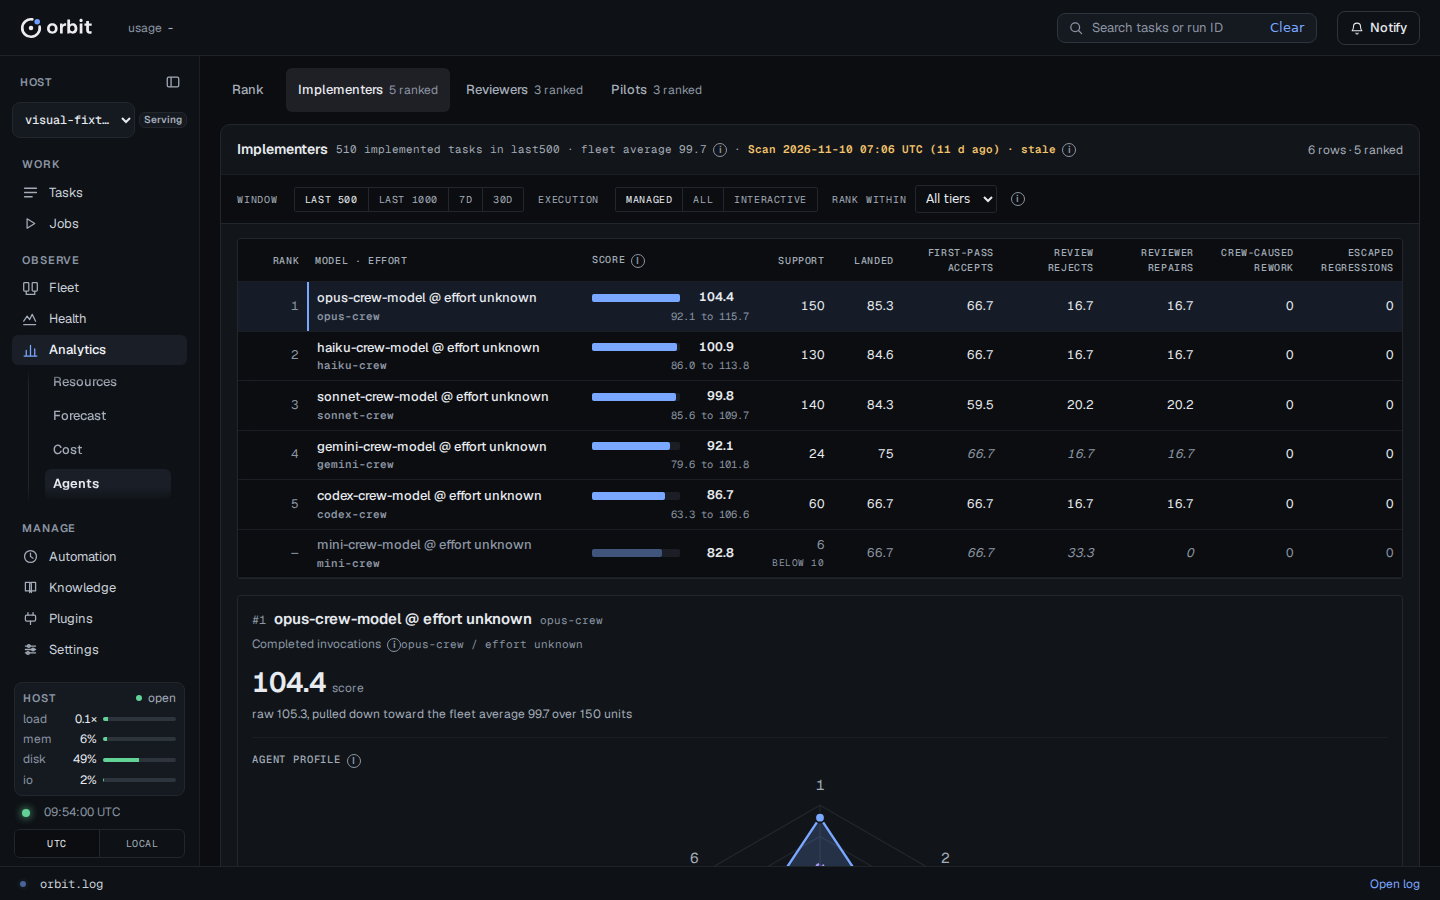 orbit
usage -
Search tasks or run ID
Clear
Notify
HOST
visual-fixt…
Serving
WORK
Tasks
Jobs
OBSERVE
Fleet
Health
Analytics
Resources
Forecast
Cost
Agents
MANAGE
Automation
Knowledge
Plugins
Settings
HOST open
load 0.1×
mem 6%
disk 49%
io 2%
09:54:00 UTC
UTC LOCAL
Rank
Implementers 5 ranked
Reviewers 3 ranked
Pilots 3 ranked
Implementers 510 implemented tasks in last500 · fleet average 99.7 · Scan 2026-11-10 07:06 UTC (11 d ago) · stale
6 rows · 5 ranked
WINDOW LAST 500 LAST 1000 7D 30D EXECUTION MANAGED ALL INTERACTIVE RANK WITHIN All tiers
RANK MODEL · EFFORT SCORE SUPPORT LANDED FIRST-PASS ACCEPTS REVIEW REJECTS REVIEWER REPAIRS CREW-CAUSED REWORK ESCAPED REGRESSIONS
1 opus-crew-model @ effort unknown 104.4 150 85.3 66.7 16.7 16.7 0 0
opus-crew 92.1 to 115.7
2 haiku-crew-model @ effort unknown 100.9 130 84.6 66.7 16.7 16.7 0 0
haiku-crew 86.0 to 113.8
3 sonnet-crew-model @ effort unknown 99.8 140 84.3 59.5 20.2 20.2 0 0
sonnet-crew 85.6 to 109.7
4 gemini-crew-model @ effort unknown 92.1 24 75 66.7 16.7 16.7 0 0
gemini-crew 79.6 to 101.8
5 codex-crew-model @ effort unknown 86.7 60 66.7 66.7 16.7 16.7 0 0
codex-crew 63.3 to 106.6
– mini-crew-model @ effort unknown 82.8 6 66.7 66.7 33.3 0 0 0
mini-crew BELOW 10
#1 opus-crew-model @ effort unknown opus-crew
Completed invocations opus-crew / effort unknown
104.4 score
raw 105.3, pulled down toward the fleet average 99.7 over 150 units
AGENT PROFILE
1
6
2
orbit.log
Open log